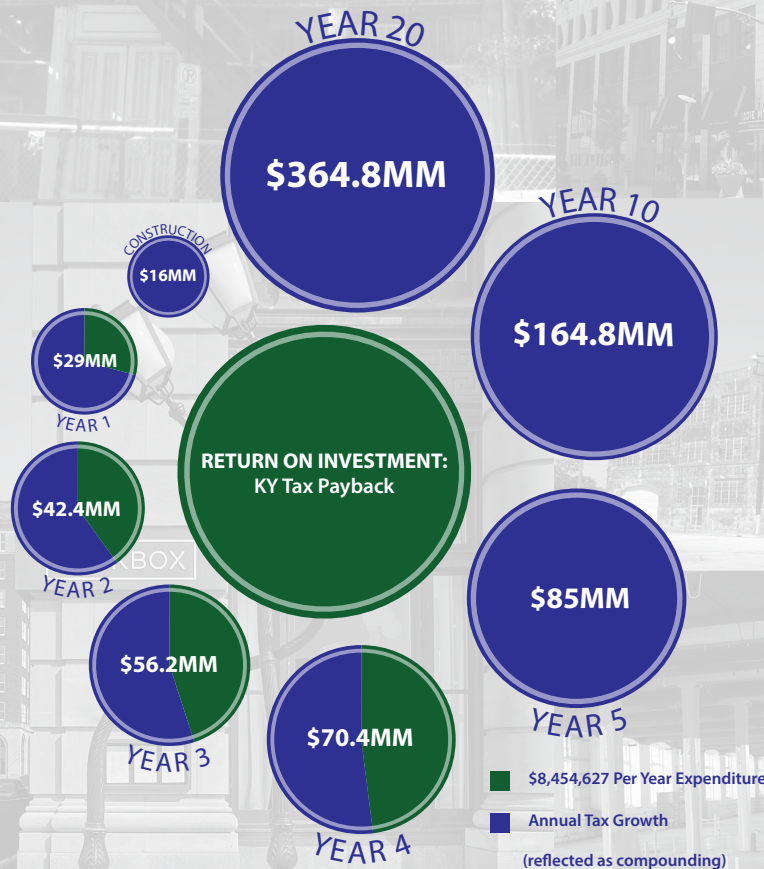 YEAR 20
$364.8MM
YEAR 10
$164.8MM
CONSTRUCTION
$16MM
$29MM
YEAR 1
RETURN ON INVESTMENT:
KY Tax Payback
$42.4MM
YEAR 2
KBOX
$85MM
YEAR 5
$56.2MM
YEAR 3
$70.4MM
YEAR 4
$8,454,627 Per Year Expenditure
Annual Tax Growth
(reflected as compounding)